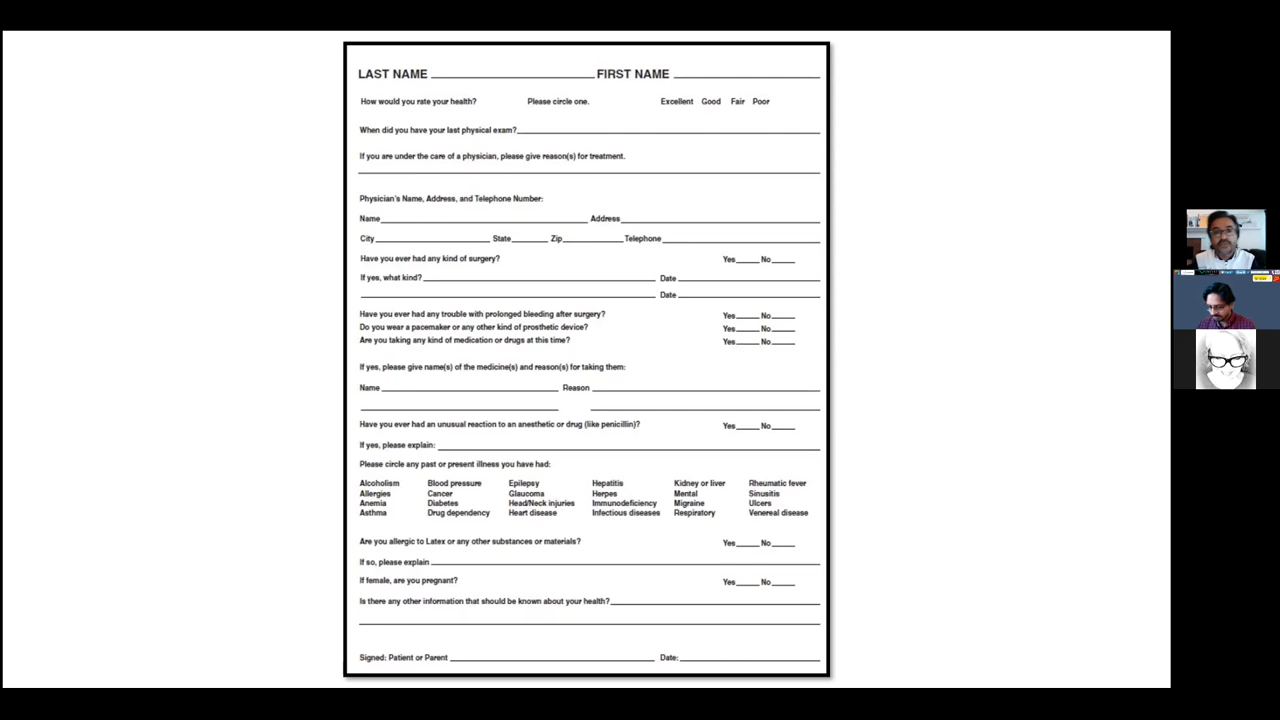 LAST NAME FIRST NAME
How would you rate your health? Please circle one. Excellent Good Fair Poor
When did you have your last physical exam?
If you are under the care of a physician, please give reason(s) for treatment.
Physician's Name, Address, and Telephone Number:
Name Address
City State Zip Telephone
Have you ever had any kind of surgery? Yes No
If yes, what kind? Date
Date
Have you ever had any trouble with prolonged bleeding after surgery? Yes No
Do you wear a pacemaker or any other kind of prosthetic device? Yes No
Are you taking any kind of medication or drugs at this time? Yes No
If yes, please give name(s) of the medicine(s) and reason(s) for taking them:
Name Reason
Have you ever had an unusual reaction to an anesthetic or drug (like penicillin)? Yes No
If yes, please explain:
Please circle any past or present illness you have had:
Alcoholism Blood pressure Epilepsy Hepatitis Kidney or liver Rheumatic fever
Allergies Cancer Glaucoma Herpes Mental Sinusitis
Anemia Diabetes Head/Neck injuries Immunodeficiency Migraine Ulcers
Asthma Drug dependency Heart disease Infectious diseases Respiratory Venereal disease
Are you allergic to Latex or any other substances or materials? Yes No
If so, please explain
If female, are you pregnant? Yes No
Is there any other information that should be known about your health?
Signed: Patient or Parent Date: